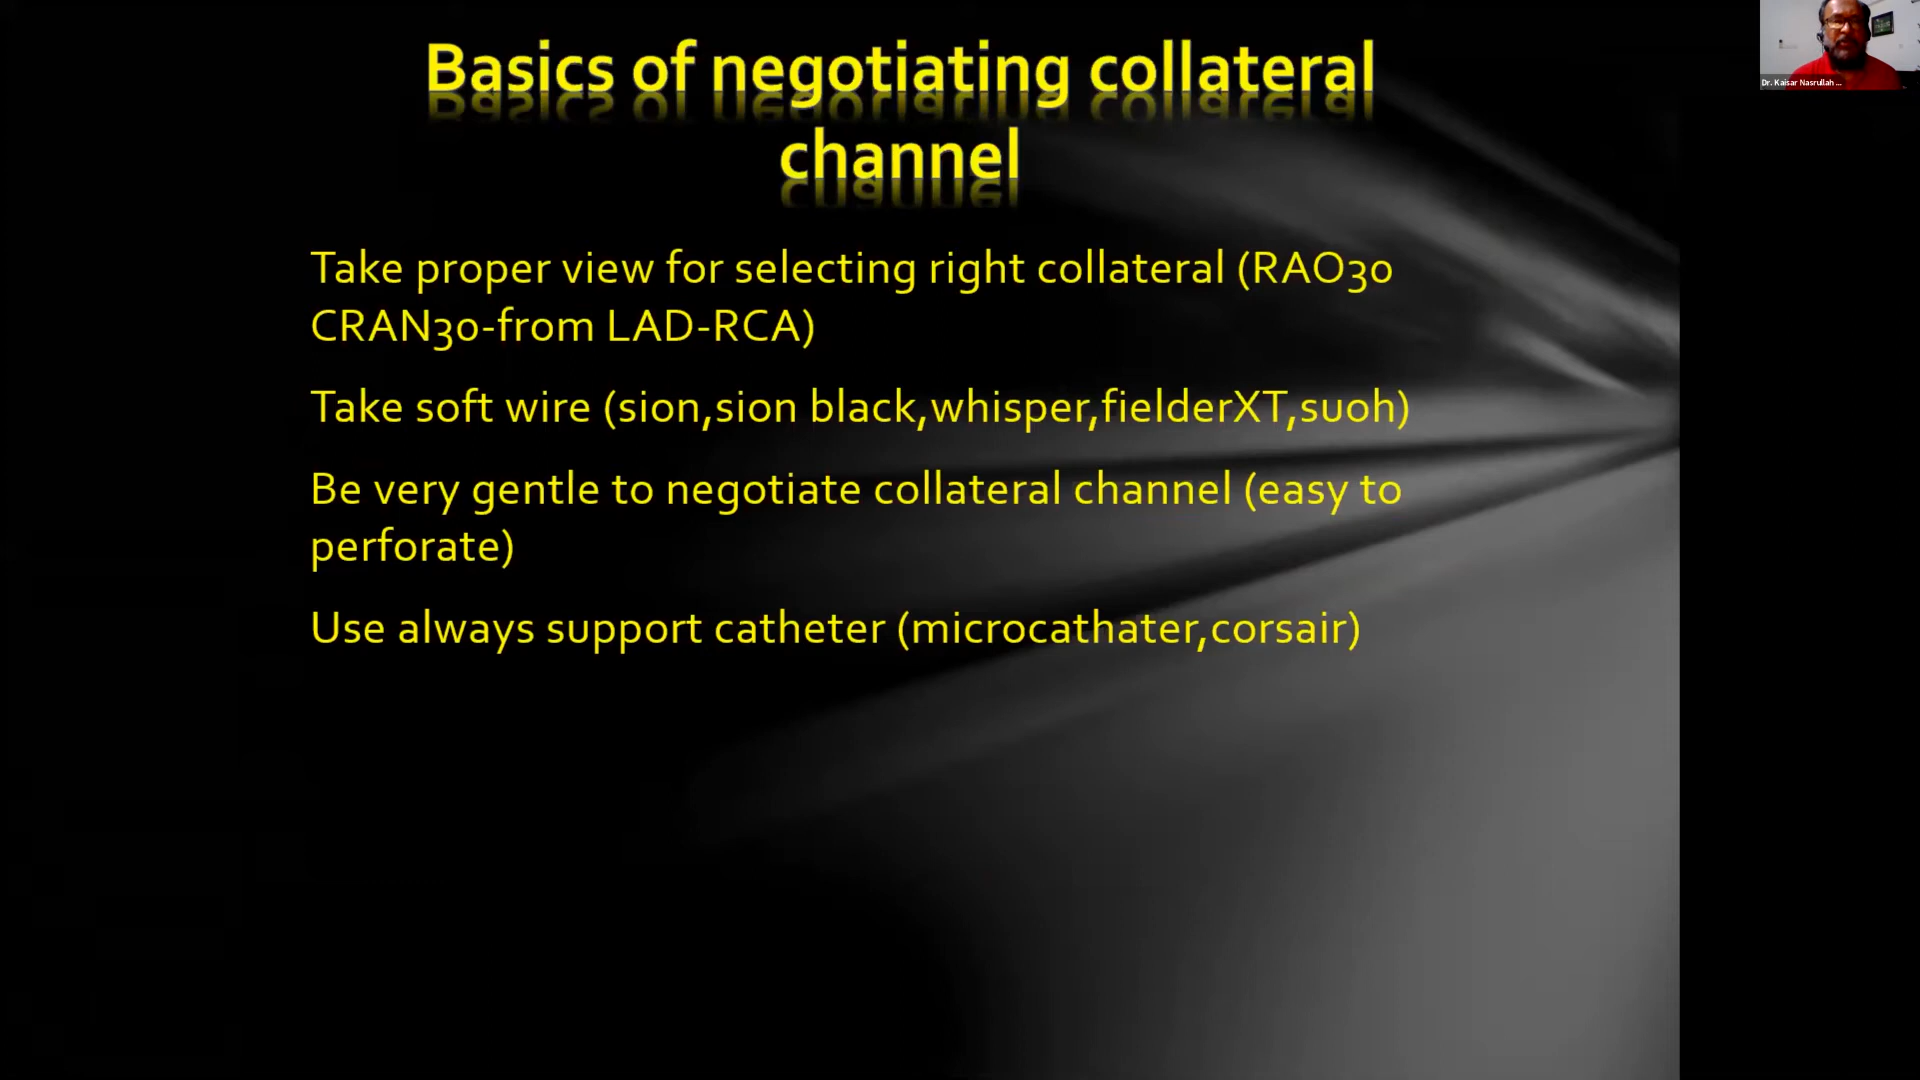 Basics of negotiating collateral
channel
Take proper view for selecting right collateral (RAO30
CRAN30-from LAD-RCA)
Take soft wire (sion,sion black,whisper,fielderXT,suoh)
Be very gentle to negotiate collateral channel (easy to
perforate)
Use always support catheter (microcathater,corsair)
Dr. Kaisar Nasrullah ...